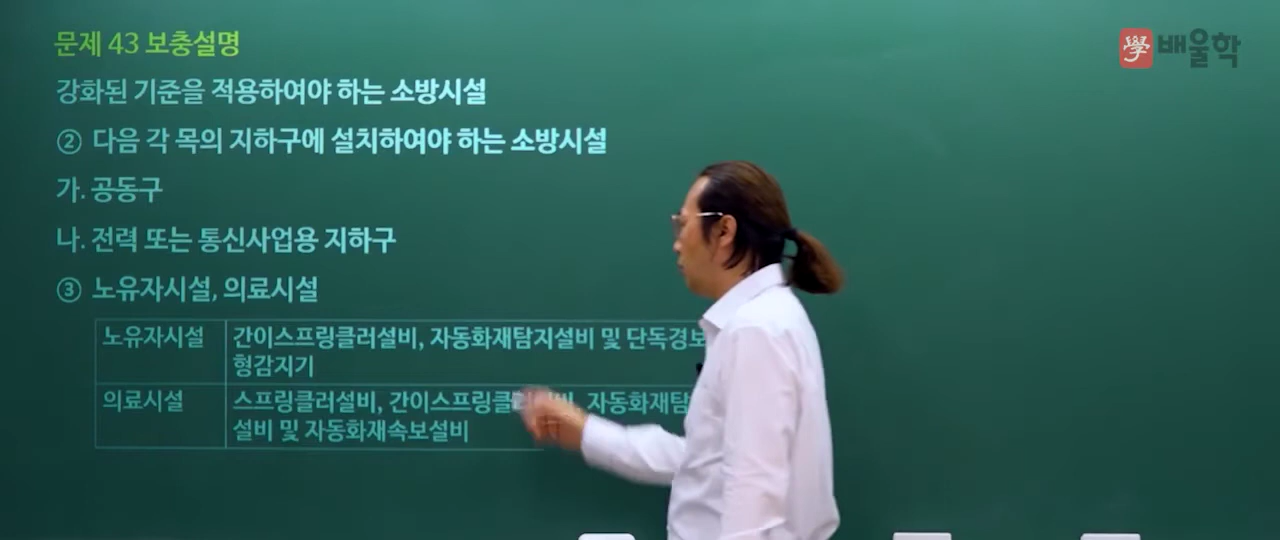 문제 43 보충설명
學 배울학
강화된 기준을 적용하여야 하는 소방시설
② 다음 각 목의 지하구에 설치하여야 하는 소방시설
가. 공동구
나. 전력 또는 통신사업용 지하구
③ 노유자시설, 의료시설
노유자시설 간이스프링클러설비, 자동화재탐지설비 및 단독경보
형감지기
의료시설 스프링클러설비, 자동화재탐
설비 및 자동화재속보설비